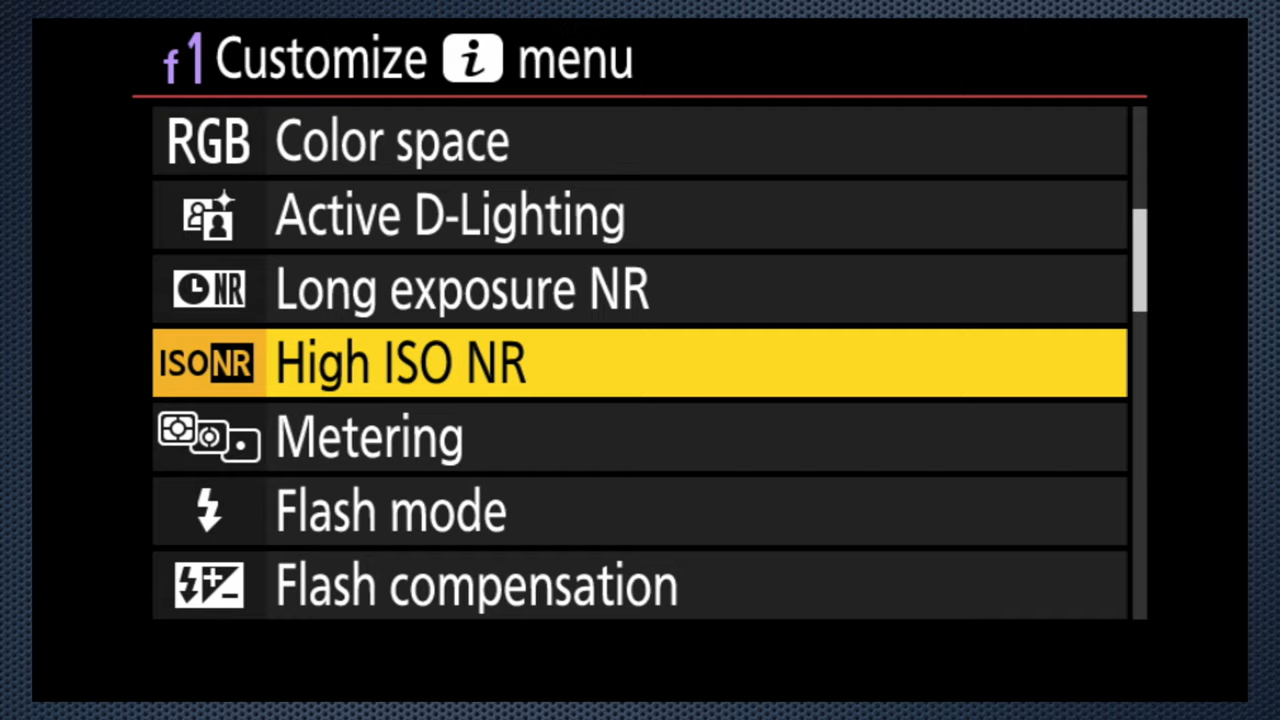 f1 Customize i menu
RGB Color space
Active D-Lighting
NR Long exposure NR
ISO NR High ISO NR
Metering
Flash mode
Flash compensation